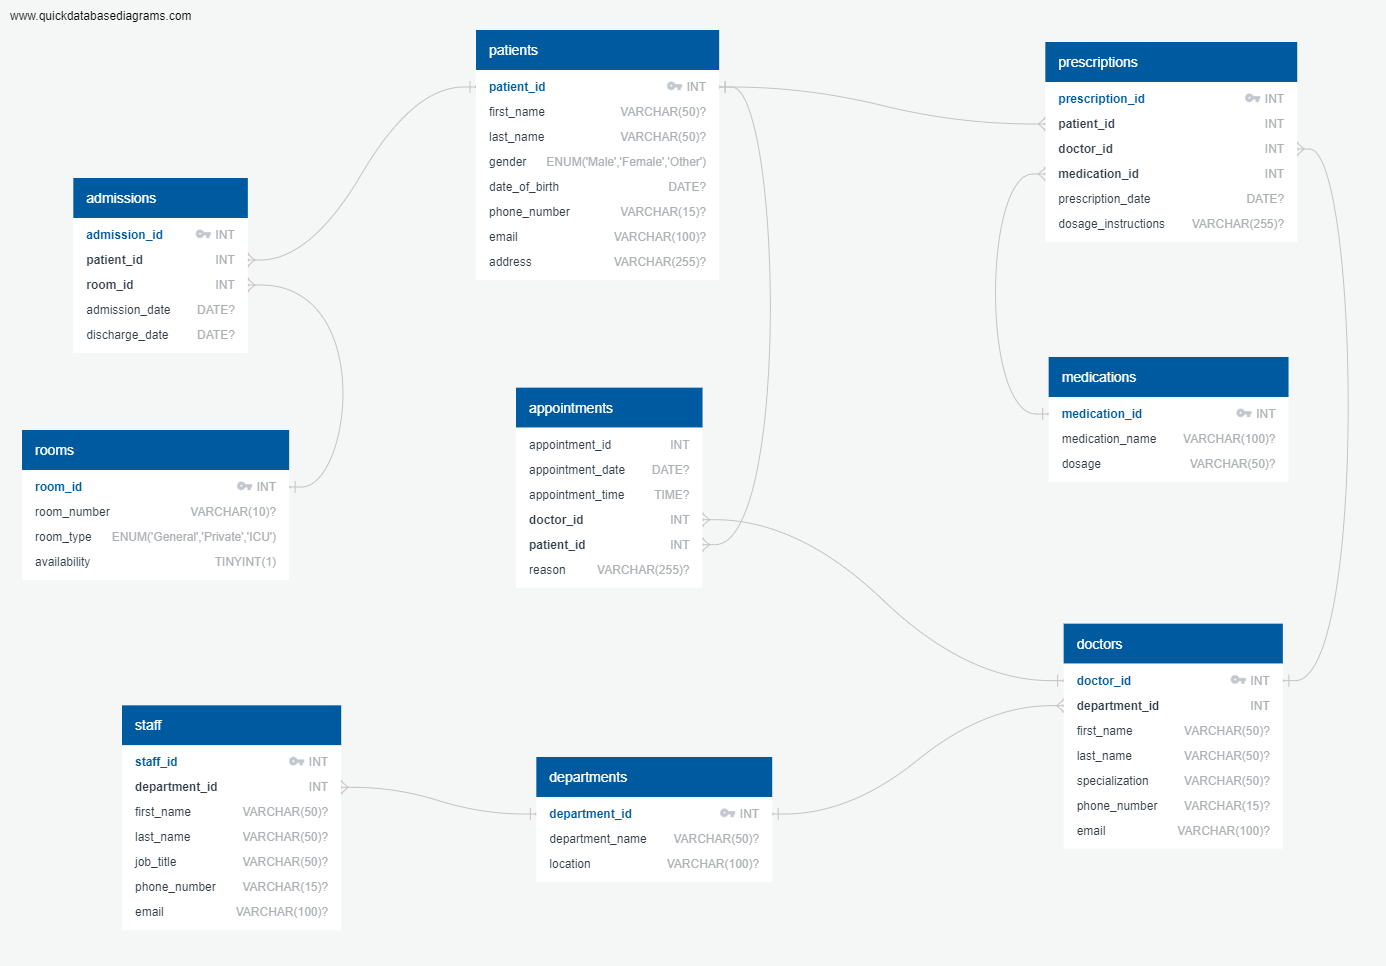 www.quickdatabasediagrams.com
patients
patient_id INT
first_name VARCHAR(50)?
last_name VARCHAR(50)?
gender ENUM('Male','Female','Other')
date_of_birth DATE?
phone_number VARCHAR(15)?
email VARCHAR(100)?
address VARCHAR(255)?
prescriptions
prescription_id INT
patient_id INT
doctor_id INT
medication_id INT
prescription_date DATE?
dosage_instructions VARCHAR(255)?
admissions
admission_id INT
patient_id INT
room_id INT
admission_date DATE?
discharge_date DATE?
rooms
room_id INT
room_number VARCHAR(10)?
room_type ENUM('General','Private','ICU')
availability TINYINT(1)
appointments
appointment_id INT
appointment_date DATE?
appointment_time TIME?
doctor_id INT
patient_id INT
reason VARCHAR(255)?
medications
medication_id INT
medication_name VARCHAR(100)?
dosage VARCHAR(50)?
doctors
doctor_id INT
department_id INT
first_name VARCHAR(50)?
last_name VARCHAR(50)?
specialization VARCHAR(50)?
phone_number VARCHAR(15)?
email VARCHAR(100)?
staff
staff_id INT
department_id INT
first_name VARCHAR(50)?
last_name VARCHAR(50)?
job_title VARCHAR(50)?
phone_number VARCHAR(15)?
email VARCHAR(100)?
departments
department_id INT
department_name VARCHAR(50)?
location VARCHAR(100)?